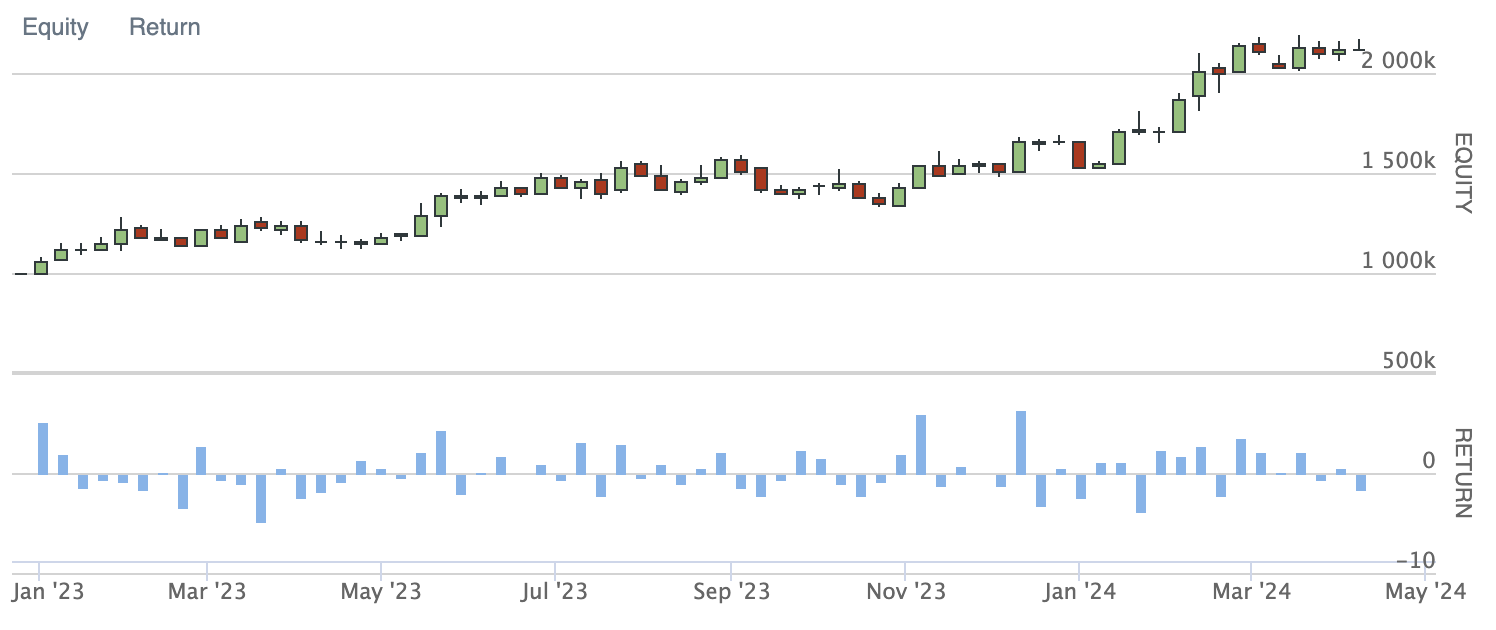 Equity Return
2 000k
1 500k
1 000k
500k
EQUITY
0
-10
RETURN
Jan '23 Mar '23 May '23 Jul '23 Sep '23 Nov '23 Jan '24 Mar '24 May '24